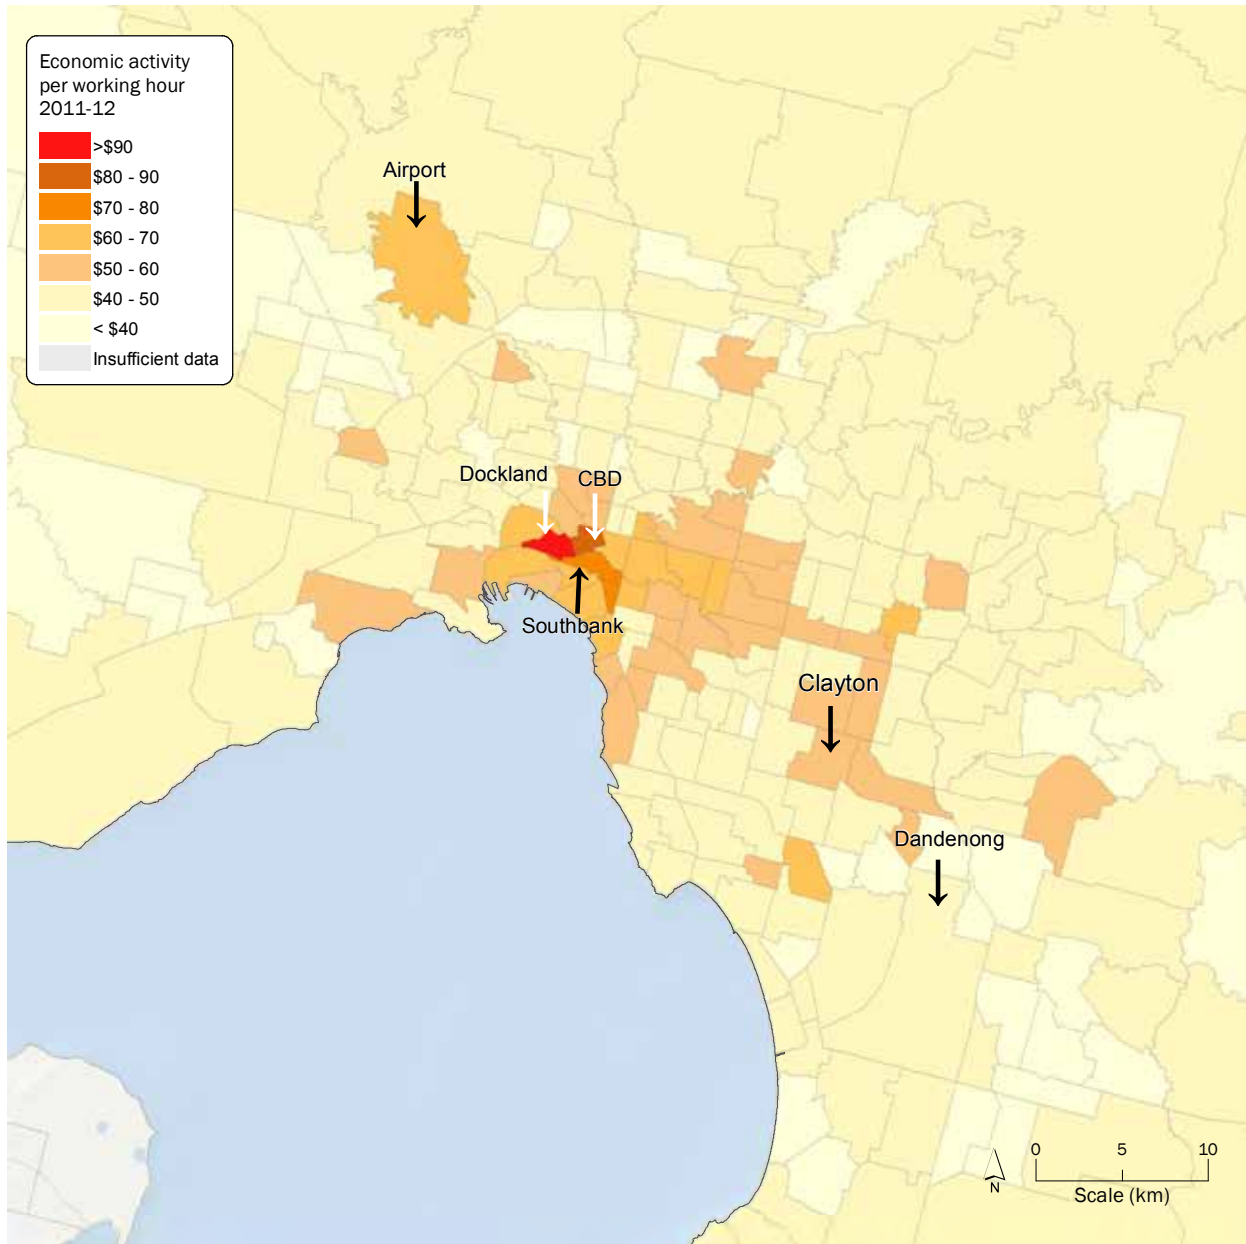 Economic activity
per working hour
2011-12
>$90
$80 - 90
$70 - 80
$60 - 70
$50 - 60
$40 - 50
< $40
Insufficient data
Airport
Dockland
CBD
Southbank
Clayton
Dandenong
0 5 10
Scale (km)
N